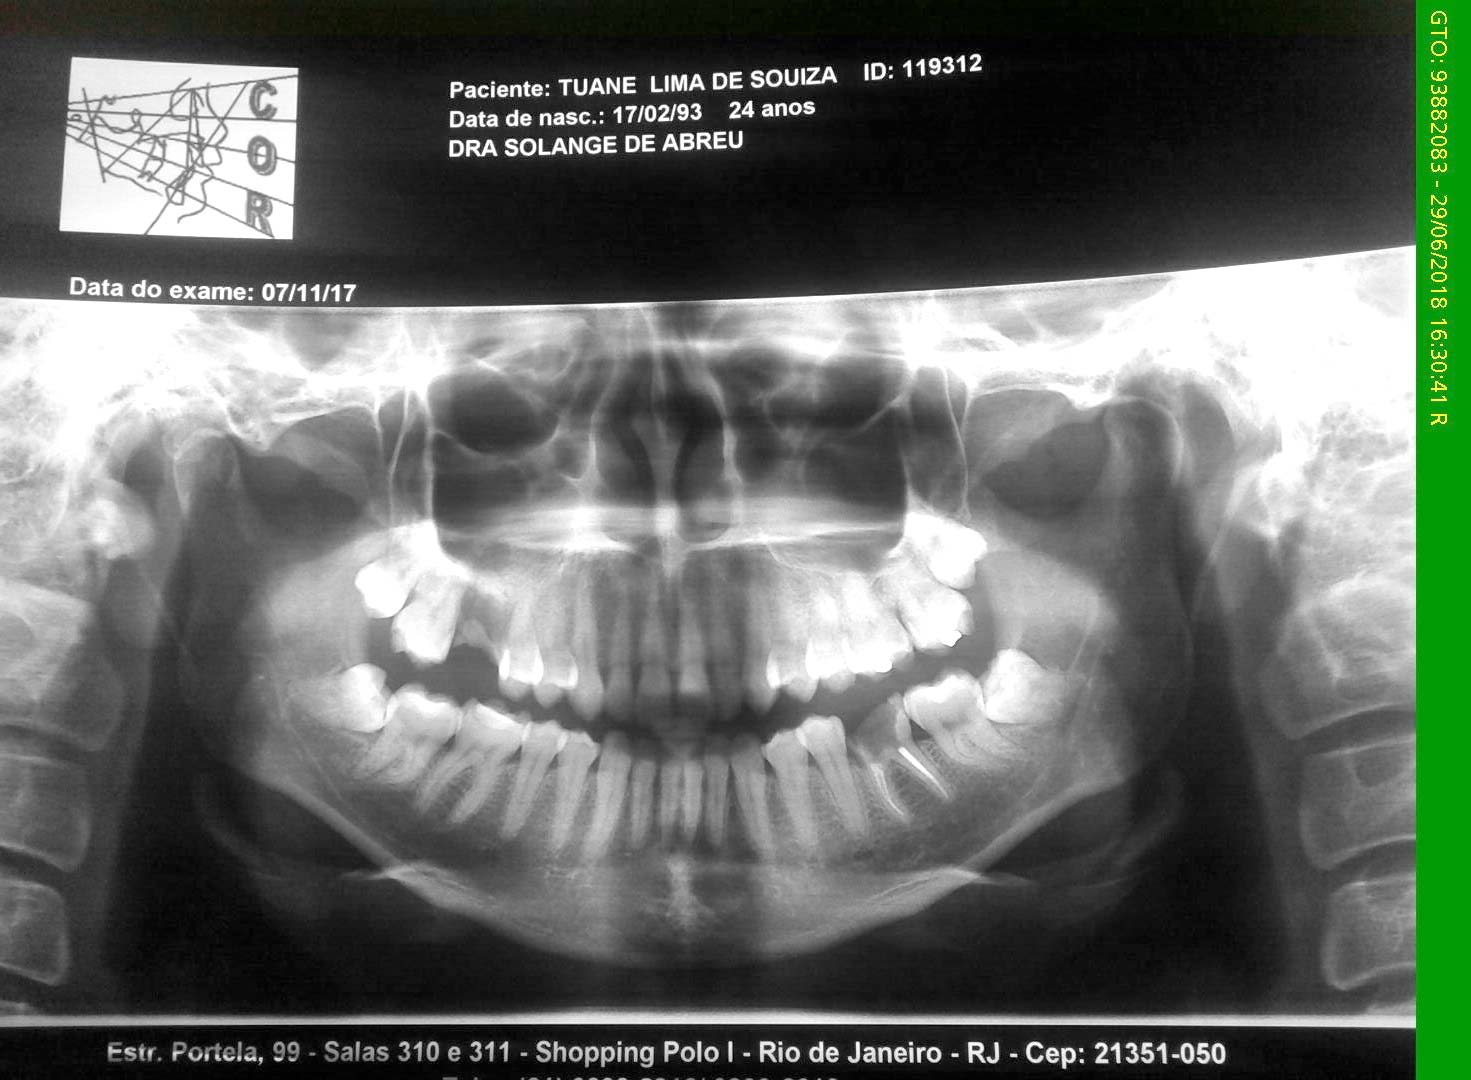 C
O
R
Paciente: TUANE LIMA DE SOUIZA ID: 119312
Data de nasc.: 17/02/93 24 anos
DRA SOLANGE DE ABREU
Data do exame: 07/11/17
GTO: 93882083 - 29/06/2018 16:30:41 R
Estr. Portela, 99 - Salas 310 e 311 - Shopping Polo I - Rio de Janeiro - RJ - Cep: 21351-050